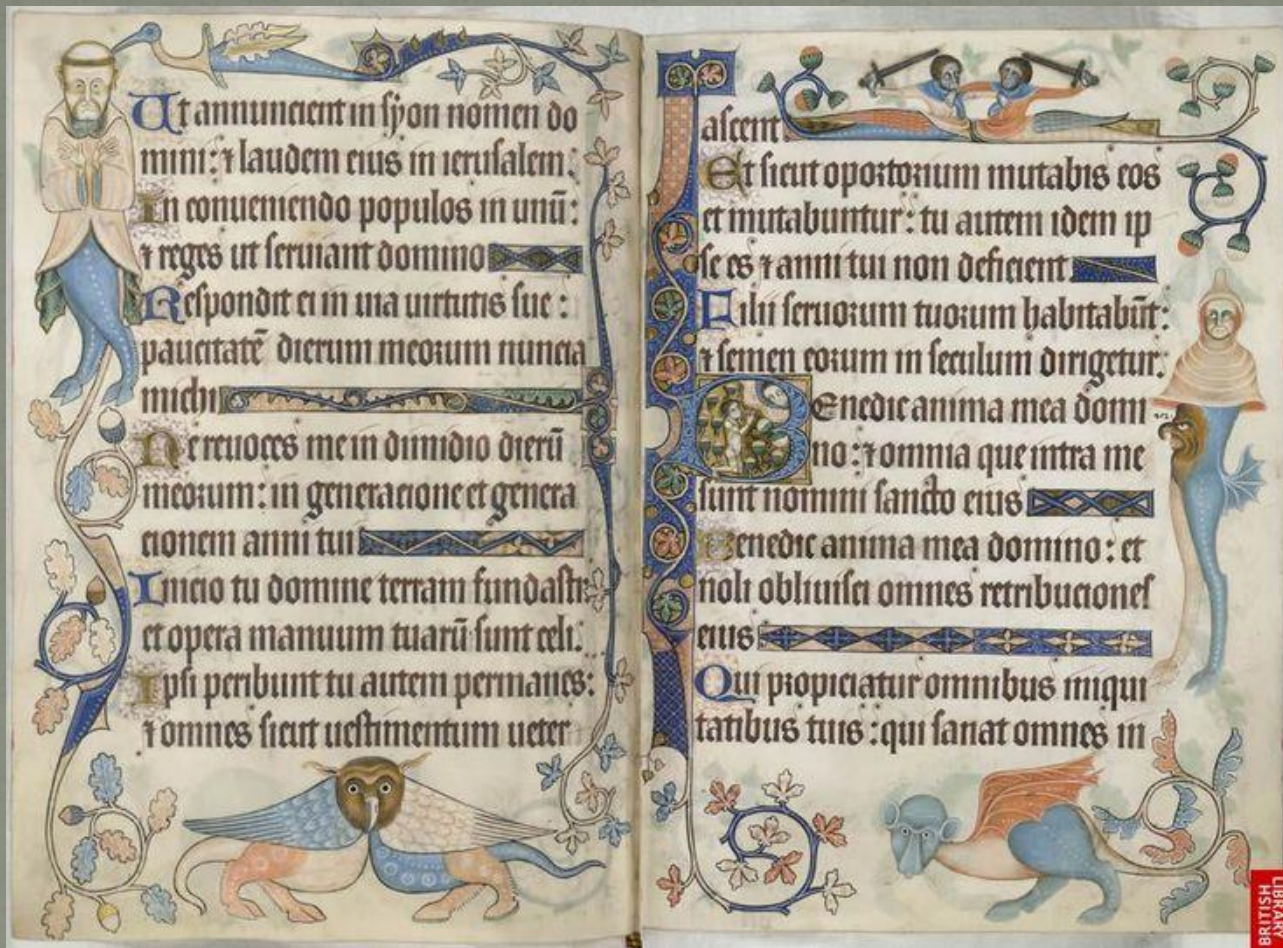 Ut annuncient in syon nomen do
mini: ⁊ laudem eius in ierusalem:
In conueniendo populos in unū:
⁊ reges ut seruiant domino
Respondit ei in uia uirtutis sue:
paucitatē dierum meorum nuncia
michi
Ne reuoces me in dimidio dierū
meorum: in generacione et genera
cionem anni tui
Inicio tu domine terram fundasti:
et opera manuum tuarū sunt celi.
Ipsi peribunt tu autem permanes:
⁊ omnes sicut uestimentum ueter
ascent
Et sicut oportorium mutabis eos
et mutabuntur: tu autem idem ip
se es ⁊ anni tui non deficient
Filii seruorum tuorum habitabūt:
⁊ semen eorum in seculum dirigetur.
Benedic anima mea domi
no: ⁊ omnia que intra me
sunt nomini sancto eius
Benedic anima mea domino: et
noli obliuisci omnes retribuciones
eius
Qui propiciatur omnibus iniqui
tatibus tuis: qui sanat omnes in
BRITISH
LIBRARY